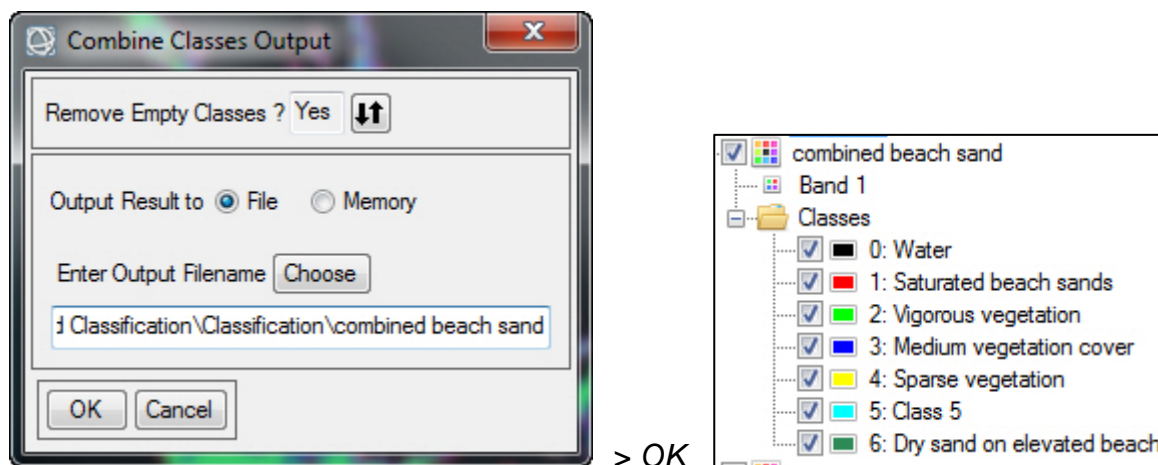 Combine Classes Output
Remove Empty Classes ? Yes
Output Result to File Memory
Enter Output Filename Choose
d Classification\Classification\combined beach sand
OK Cancel
> OK
combined beach sand
Band 1
Classes
0: Water
1: Saturated beach sands
2: Vigorous vegetation
3: Medium vegetation cover
4: Sparse vegetation
5: Class 5
6: Dry sand on elevated beach